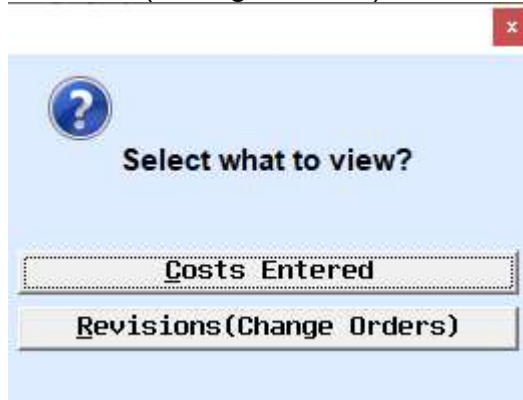 x
?
Select what to view?
Costs Entered
Revisions(Change Orders)